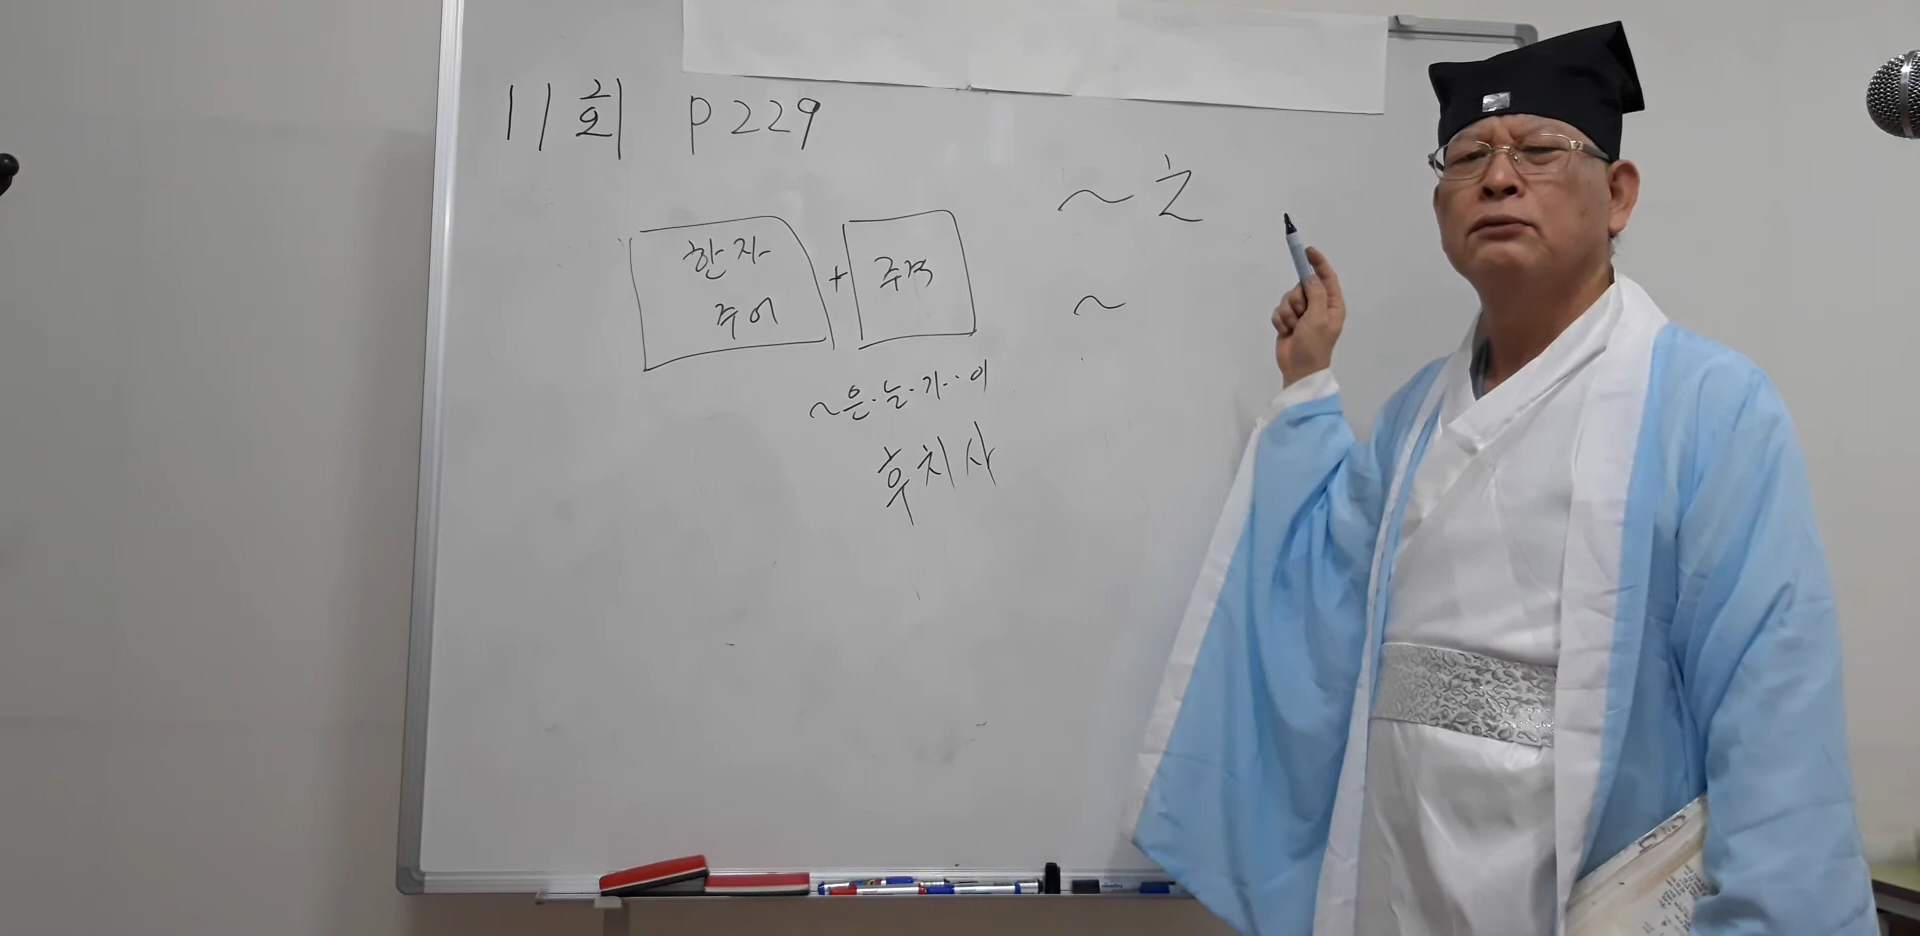 11회 p229
한자
주어
+
주격
~은·는·가·이
후치사
~之
~